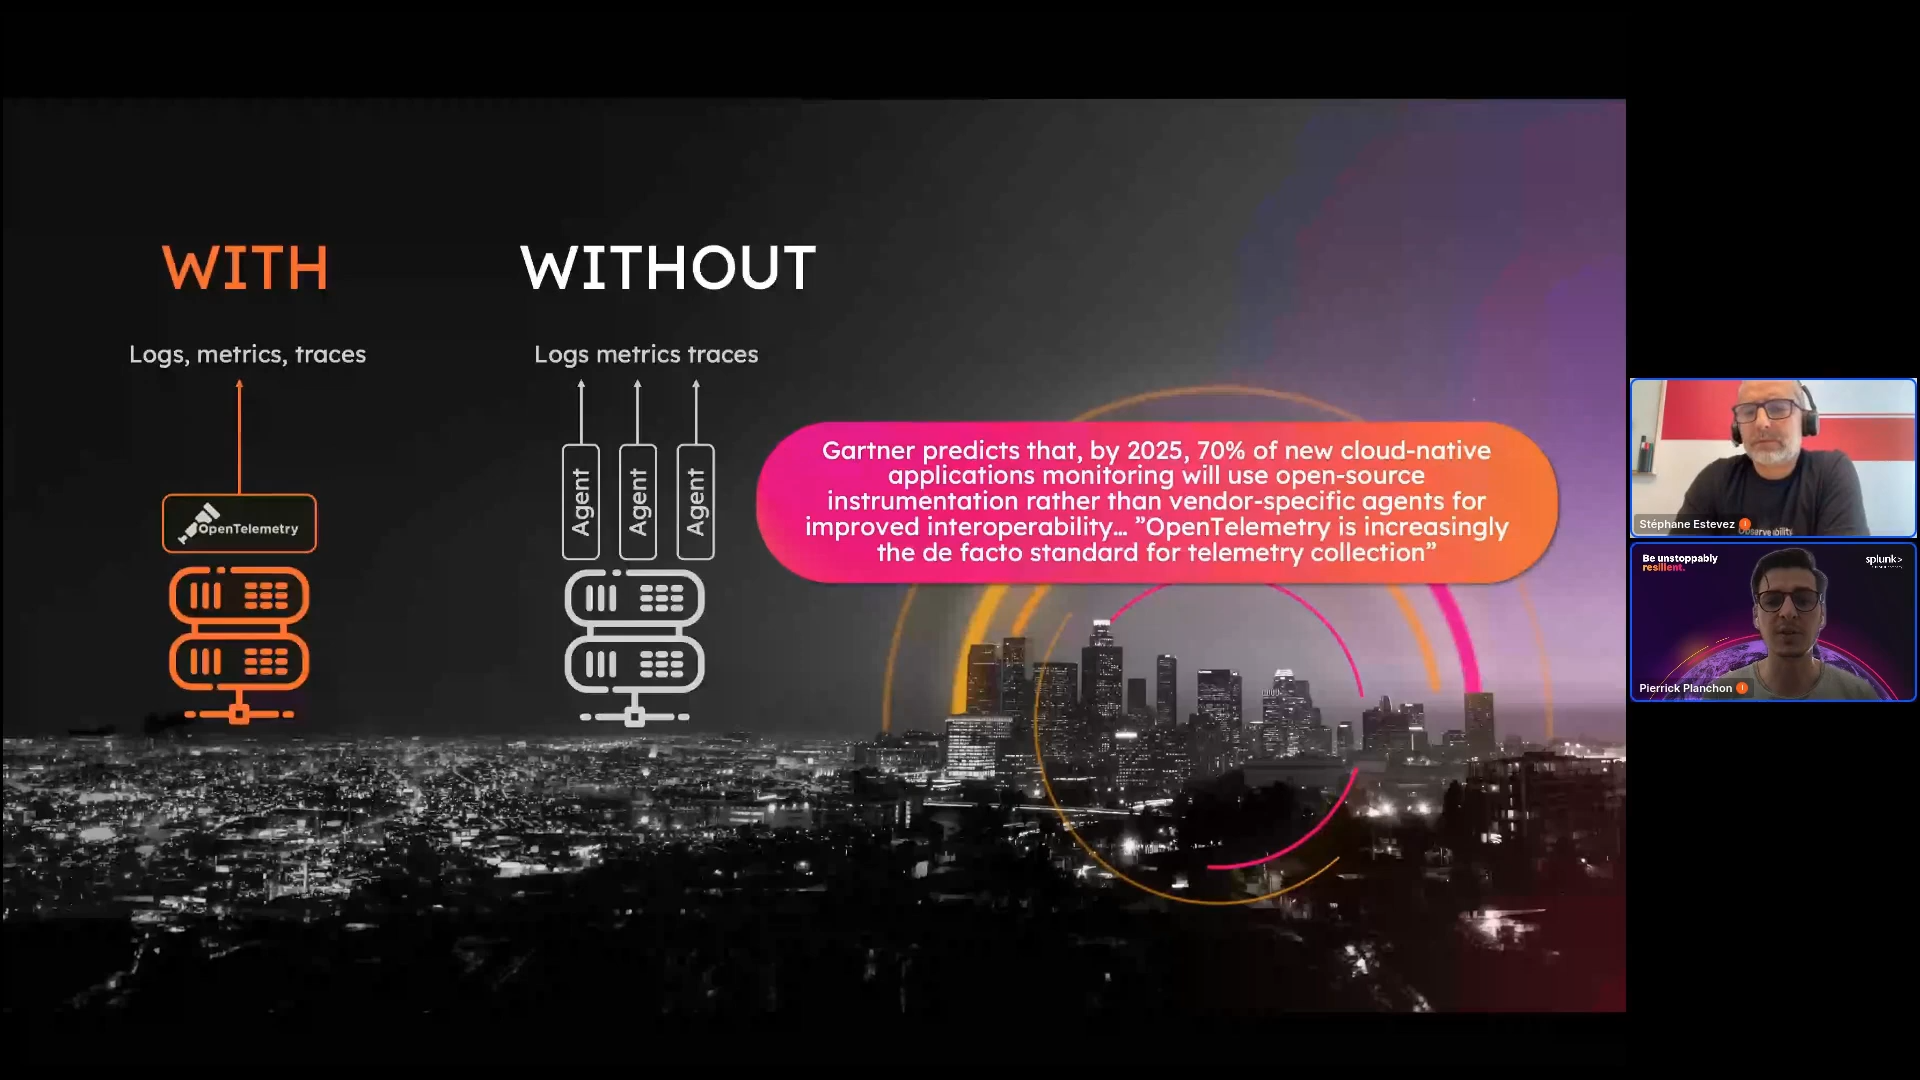 WITH
WITHOUT
Logs, metrics, traces
Logs metrics traces
OpenTelemetry
Agent
Agent
Agent
Gartner predicts that, by 2025, 70% of new cloud-native
applications monitoring will use open-source
instrumentation rather than vendor-specific agents for
improved interoperability... ”OpenTelemetry is increasingly
the de facto standard for telemetry collection”
Stéphane Estevez
Be unstoppably
resilient.
splunk>
Pierrick Planchon